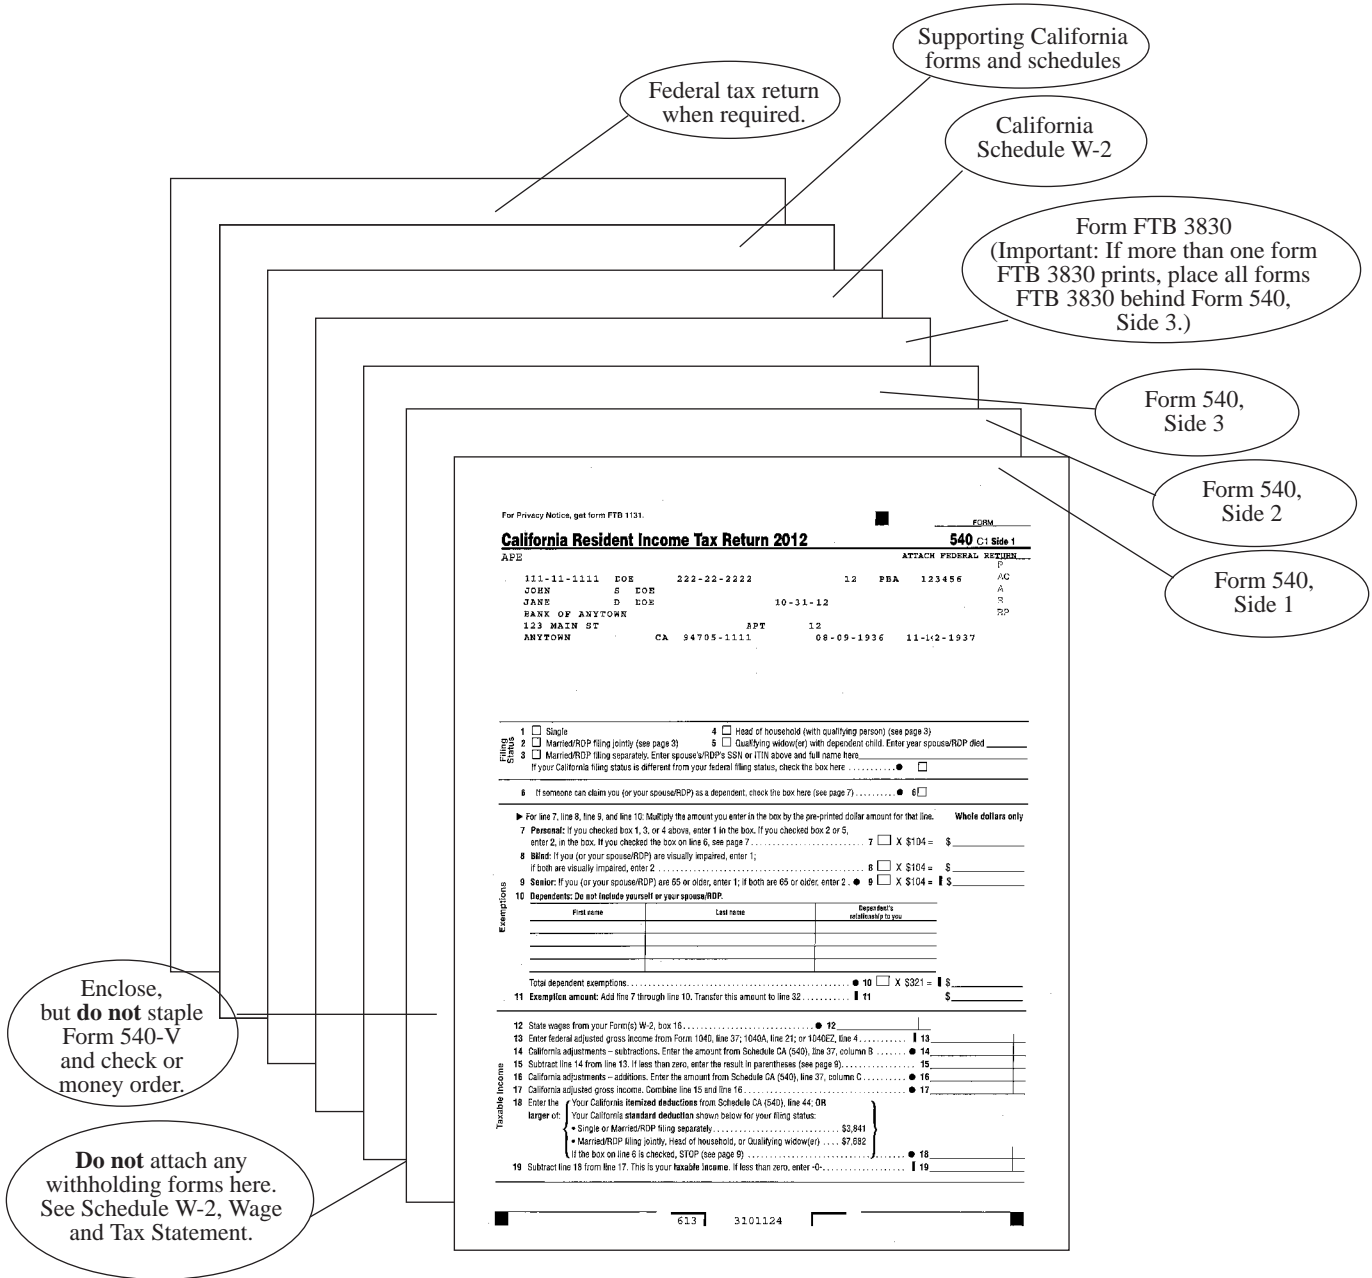 Supporting California
forms and schedules
Federal tax return
when required.
California
Schedule W-2
Form FTB 3830
(Important: If more than one form
FTB 3830 prints, place all forms
FTB 3830 behind Form 540,
Side 3.)
Form 540,
Side 3
Form 540,
Side 2
Form 540,
Side 1
For Privacy Notice, get form FTB 1131.
FORM
California Resident Income Tax Return 2012
540 C1 Side 1
APE
ATTACH FEDERAL RETURN
P
111-11-1111 DOE 222-22-2222 12 PBA 123456 AC
JOHN S DOE A
JANE D DOE 10-31-12 R
BANK OF ANYTOWN RP
123 MAIN ST APT 12
ANYTOWN CA 94705-1111 08-09-1936
Filing Status
1 Single
4 Head of household (with qualifying person) (see page 3)
2 Married/RDP filing jointly (see page 3)
5 Qualifying widow(er) with dependent child. Enter year spouse/RDP died
3 Married/RDP filing separately. Enter spouse's/RDP's SSN or ITIN above and full name here
If your California filing status is different from your federal filing status, check the box here ●
6 If someone can claim you (or your spouse/RDP) as a dependent, check the box here (see page 7) ● 6
▶ For line 7, line 8, line 9, and line 10: Multiply the amount you enter in the box by the pre-printed dollar amount for that line. Whole dollars only
Exemptions
7 Personal: If you checked box 1, 3, or 4 above, enter 1 in the box. If you checked box 2 or 5,
enter 2, in the box. If you checked the box on line 6, see page 7 7 X $104 = $
8 Blind: If you (or your spouse/RDP) are visually impaired, enter 1;
if both are visually impaired, enter 2 8 X $104 = $
9 Senior: If you (or your spouse/RDP) are 65 or older, enter 1; if both are 65 or older, enter 2 . ● 9 X $104 = $
10 Dependents: Do not include yourself or your spouse/RDP.
First name Last name Dependent's
relationship to you
Total dependent exemptions ● 10 X $321 = $
11 Exemption amount: Add line 7 through line 10. Transfer this amount to line 32 11 $
Taxable Income
12 State wages from your Form(s) W-2, box 16 ● 12
13 Enter federal adjusted gross income from Form 1040, line 37; 1040A, line 21; or 1040EZ, line 4 13
14 California adjustments – subtractions. Enter the amount from Schedule CA (540), line 37, column B ● 14
15 Subtract line 14 from line 13. If less than zero, enter the result in parentheses (see page 9) 15
16 California adjustments – additions. Enter the amount from Schedule CA (540), line 37, column C ● 16
17 California adjusted gross income. Combine line 15 and line 16 ● 17
18 Enter the Your California itemized deductions from Schedule CA (540), line 44; OR
larger of: Your California standard deduction shown below for your filing status:
• Single or Married/RDP filing separately $3,841
• Married/RDP filing jointly, Head of household, or Qualifying widow(er) $7,682
If the box on line 6 is checked, STOP (see page 9) ● 18
19 Subtract line 18 from line 17. This is your taxable income. If less than zero, enter -0- 19
613 3101124
Enclose,
but do not staple
Form 540-V
and check or
money order.
Do not attach any
withholding forms here.
See Schedule W-2, Wage
and Tax Statement.